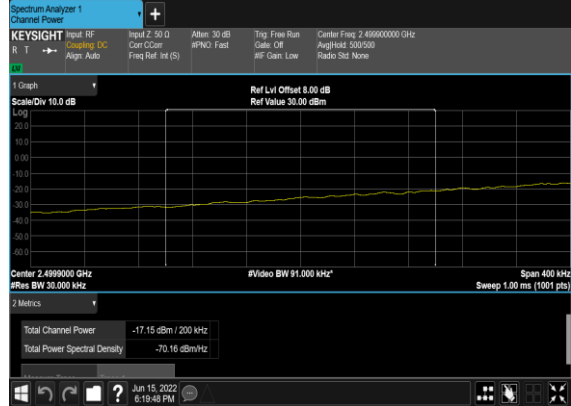 Spectrum Analyzer 1
Channel Power
KEYSIGHT
R T
LV
Input: RF
Coupling: DC
Align: Auto
Input Z: 50 Ω
Corr CCorr
Freq Ref: Int (S)
Atten: 30 dB
#PNO: Fast
Trig: Free Run
Gate: Off
#IF Gain: Low
Center Freq: 2.499900000 GHz
Avg|Hold: 500/500
Radio Std: None
1 Graph
Scale/Div 10.0 dB
Ref Lvl Offset 8.00 dB
Ref Value 30.00 dBm
Log
20.0
10.0
0.00
-10.0
-20.0
-30.0
-40.0
-50.0
-60.0
Center 2.4999000 GHz
#Res BW 30.000 kHz
#Video BW 91.000 kHz*
Span 400 kHz
Sweep 1.00 ms (1001 pts)
2 Metrics
Total Channel Power -17.15 dBm / 200 kHz
Total Power Spectral Density -70.16 dBm/Hz
Jun 15, 2022
6:19:48 PM